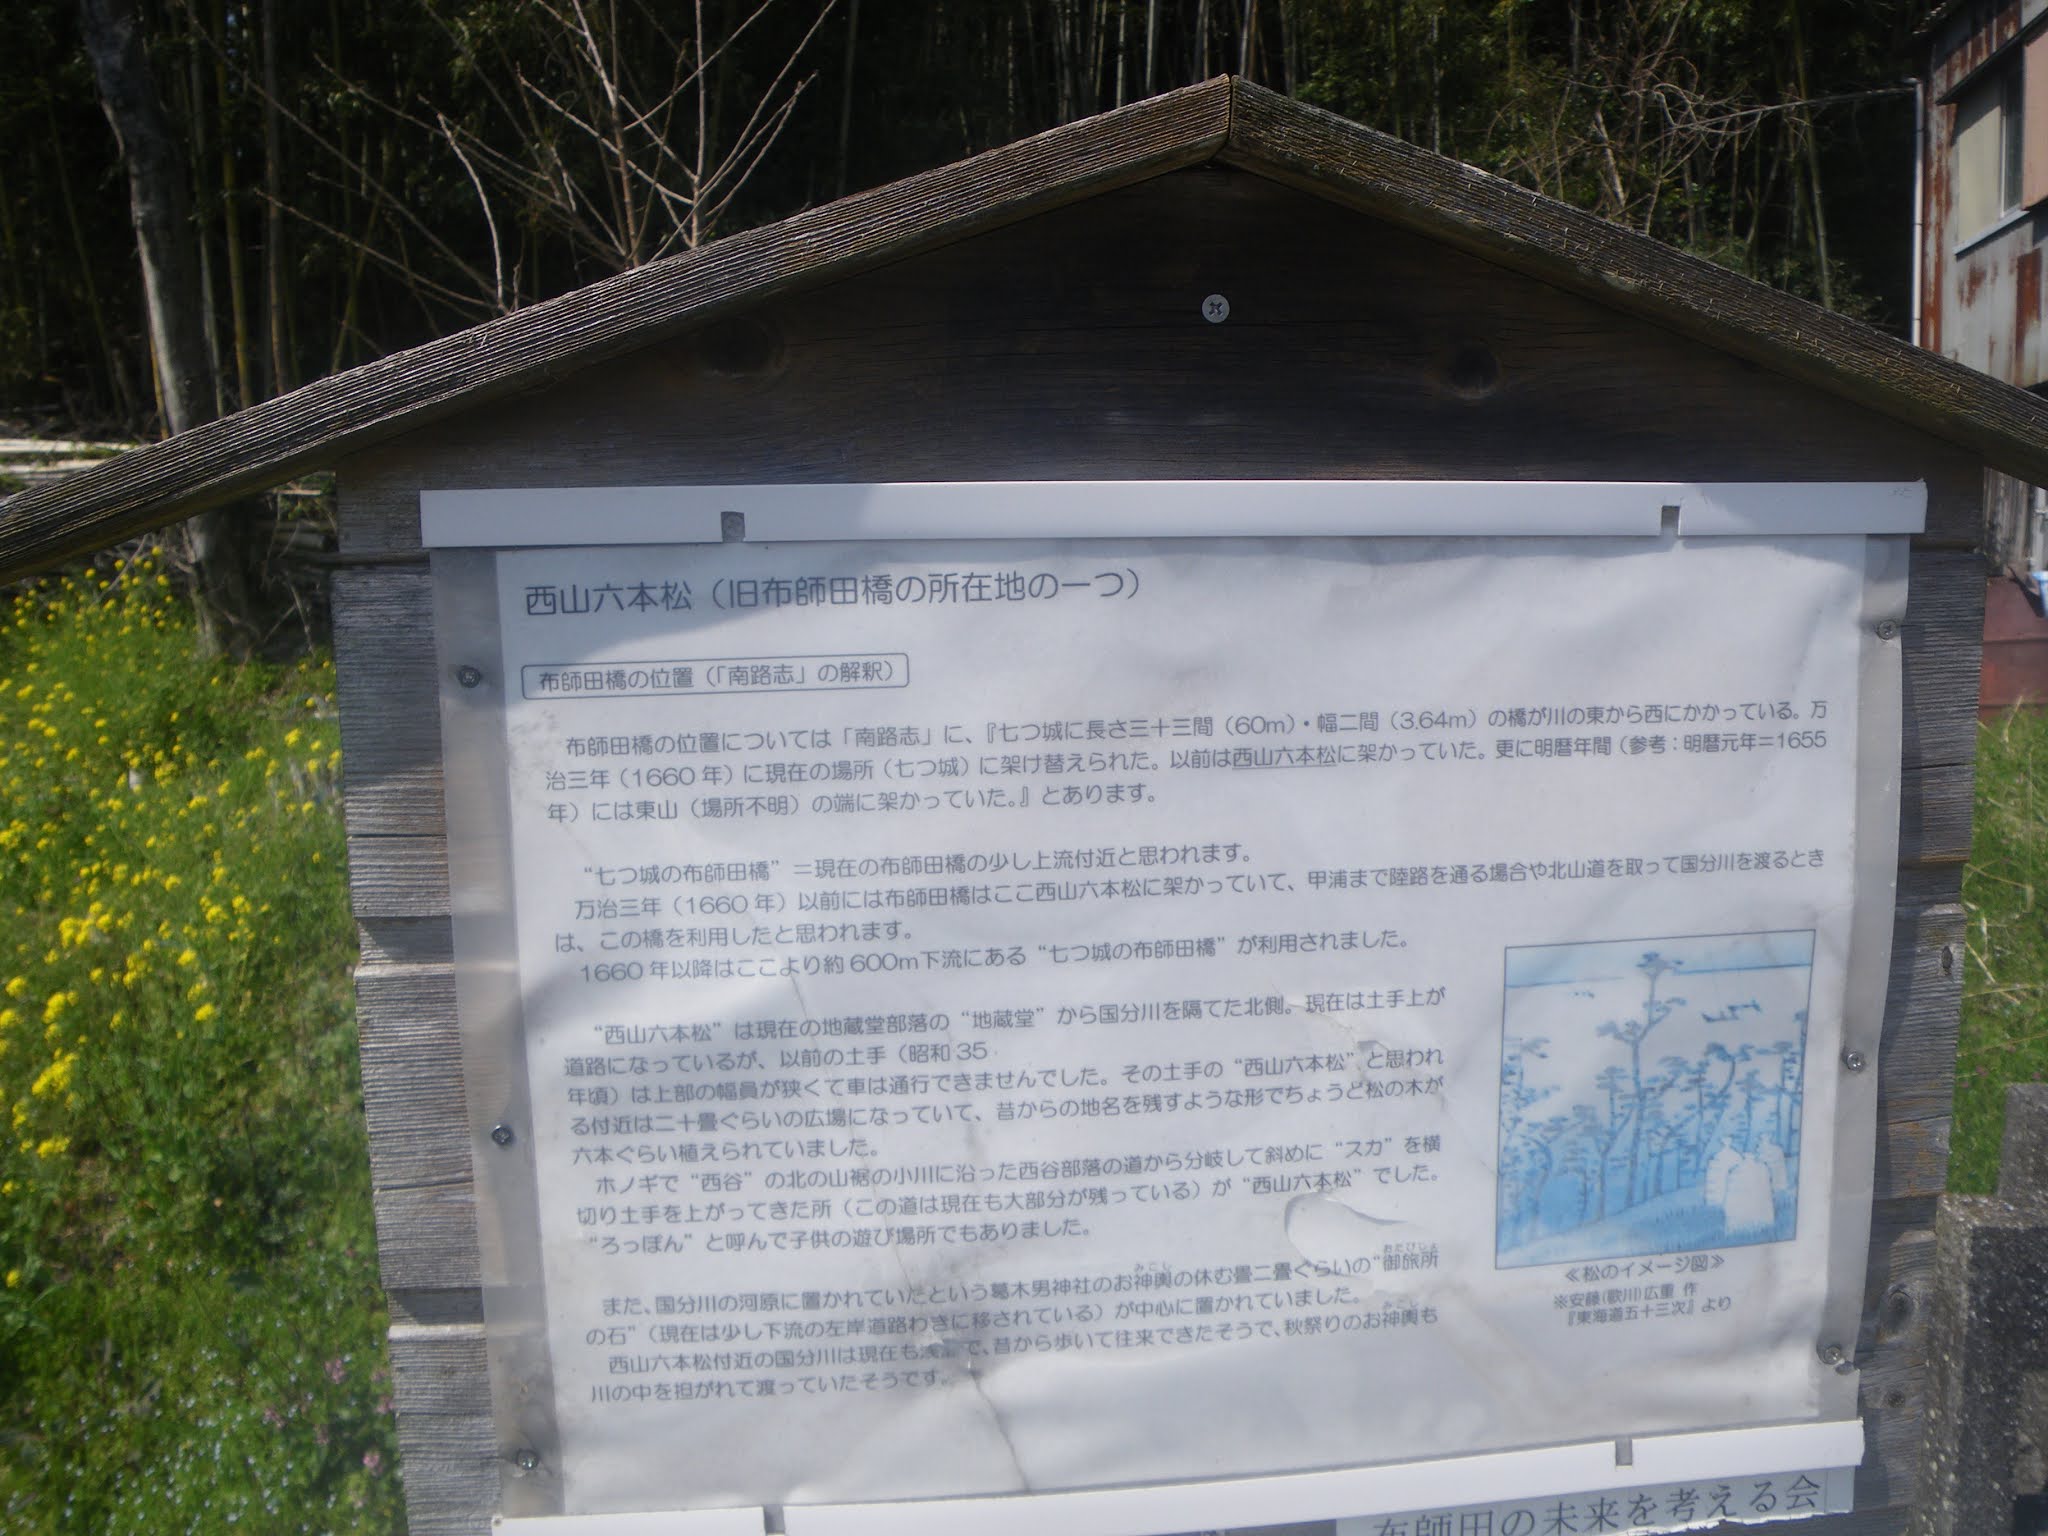 西山六本松（旧布師田橋の所在地の一つ）
布師田橋の位置（「南路志」の解釈）
布師田橋の位置については「南路志」に、『七つ城に長さ三十三間（60m）・幅二間（3.64m）の橋が川の東から西にかかっている。万
治三年（1660年）に現在の場所（七つ城）に架け替えられた。以前は西山六本松に架かっていた。更に明暦年間（参考：明暦元年＝1655
年）には東山（場所不明）の端に架かっていた。』とあります。
“七つ城の布師田橋”＝現在の布師田橋の少し上流付近と思われます。
万治三年（1660年）以前には布師田橋はここ西山六本松に架かっていて、甲浦まで陸路を通る場合や北山道を取って国分川を渡るとき
は、この橋を利用したと思われます。
1660年以降はここより約600m下流にある“七つ城の布師田橋”が利用されました。
“西山六本松”は現在の地蔵堂部落の“地蔵堂”から国分川を隔てた北側。現在は土手上が
道路になっているが、以前の土手（昭和35
年頃）は上部の幅員が狭くて車は通行できませんでした。その土手の“西山六本松”と思われ
る付近は二十畳ぐらいの広場になっていて、昔からの地名を残すような形でちょうど松の木が
六本ぐらい植えられていました。
ホノギで“西谷”の北の山裾の小川に沿った西谷部落の道から分岐して斜めに“スカ”を横
切り土手を上がってきた所（この道は現在も大部分が残っている）が“西山六本松”でした。
“ろっぽん”と呼んで子供の遊び場所でもありました。
また、国分川の河原に置かれていたという葛木男神社のお神輿の休む畳二畳ぐらいの“御旅所
の石”（現在は少し下流の左岸道路わきに移されている）が中心に置かれていました。
西山六本松付近の国分川は現在も浅で、昔から歩いて往来できたそうで、秋祭りのお神輿も
川の中を担がれて渡っていたそうです。
≪松のイメージ図≫
※安藤(歌川)広重 作
『東海道五十三次』より
布師田の未来を考える会